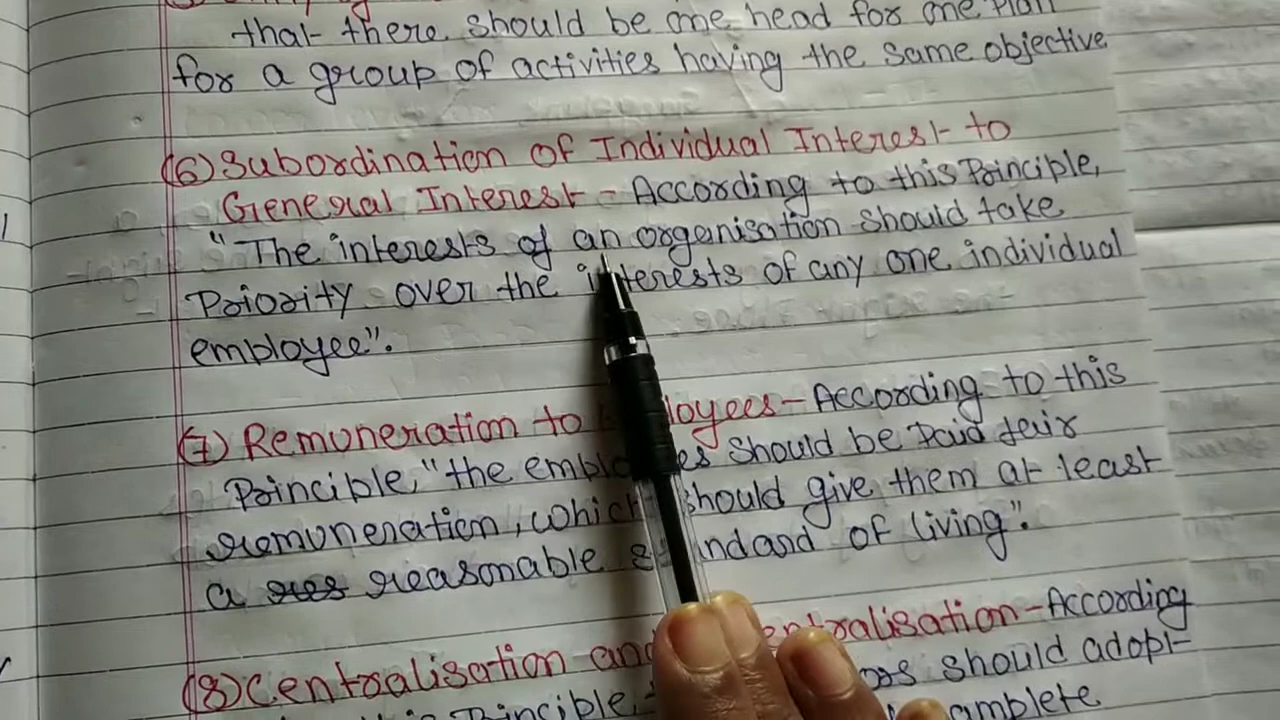 that there should be one head for one Plan
for a group of activities having the same objective
(6) Subordination of Individual Interest to
General Interest - According to this Principle,
"The interests of an organisation should take
Priority over the interests of any one individual
employee".
(7) Remuneration to Employees - According to this
Principle, "the employees should be Paid fair
remuneration, which should give them at least
a res reasonable standard of living".
(8) Centralisation and Decentralisation - According
Principle, should adopt